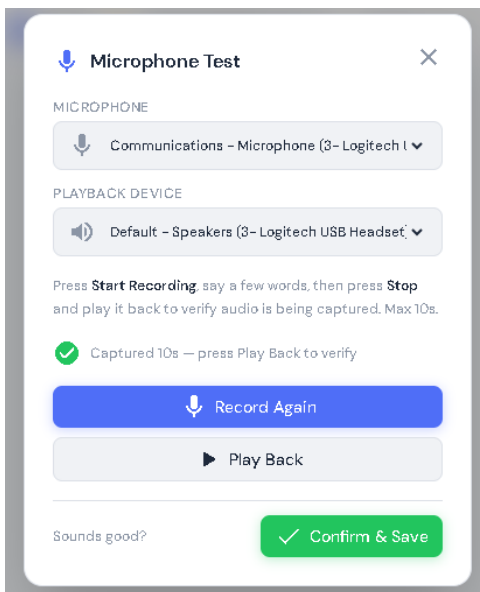 Microphone Test
MICROPHONE
Communications - Microphone (3- Logitech
PLAYBACK DEVICE
Default - Speakers (3- Logitech USB Headset)
Press Start Recording, say a few words, then press Stop
and play it back to verify audio is being captured. Max 10s.
Captured 10s — press Play Back to verify
Record Again
Play Back
Sounds good?
Confirm & Save